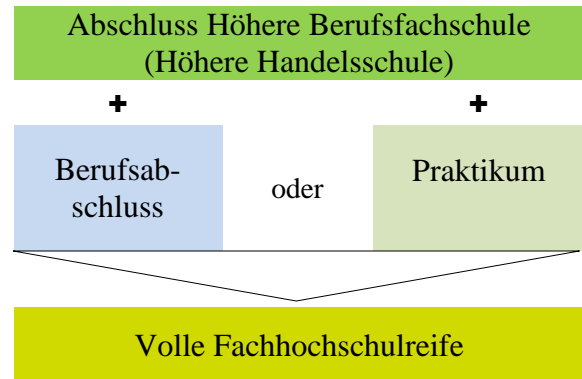 Abschluss Höhere Berufsfachschule
(Höhere Handelsschule)
+ +
Berufsab-
schluss
oder
Praktikum
Volle Fachhochschulreife